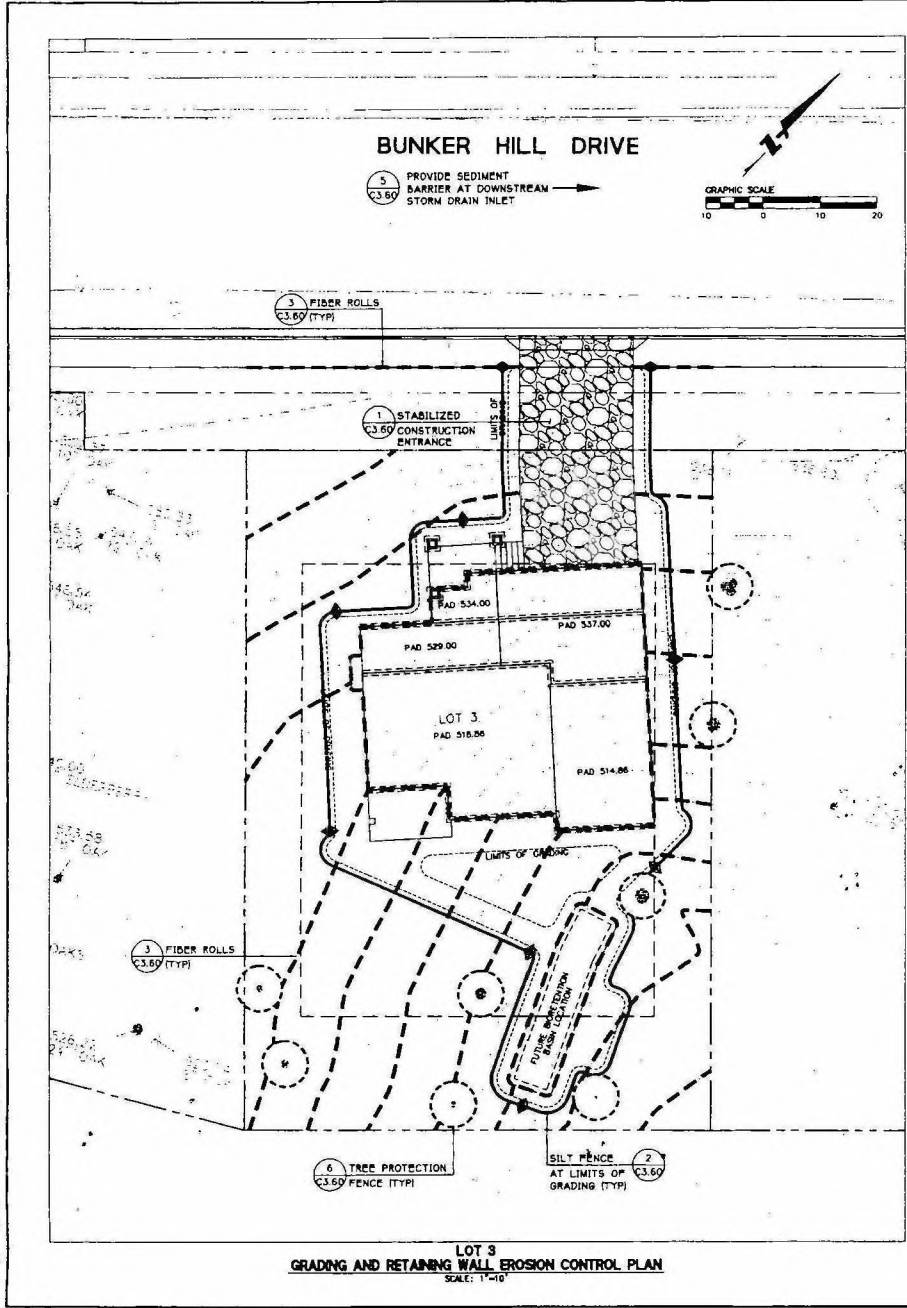 BUNKER HILL DRIVE
5
C3.60
PROVIDE SEDIMENT
BARRIER AT DOWNSTREAM
STORM DRAIN INLET
Z
GRAPHIC SCALE
10 0 10 20
3
C3.60
FIBER ROLLS
(TYP)
1
C3.60
STABILIZED
CONSTRUCTION
ENTRANCE
LIMITS OF
PAD 534.00
PAD 537.00
PAD 529.00
LOT 3
PAD 518.86
PAD 514.86
LIMITS OF GRADING
3
C3.60
FIBER ROLLS
(TYP)
FUTURE BIORETENTION
BASIN LOCATION
6
C3.60
TREE PROTECTION
FENCE (TYP)
SILT FENCE
AT LIMITS OF
GRADING (TYP)
2
C3.60
LOT 3
GRADING AND RETAINING WALL EROSION CONTROL PLAN
SCALE: 1"=10'